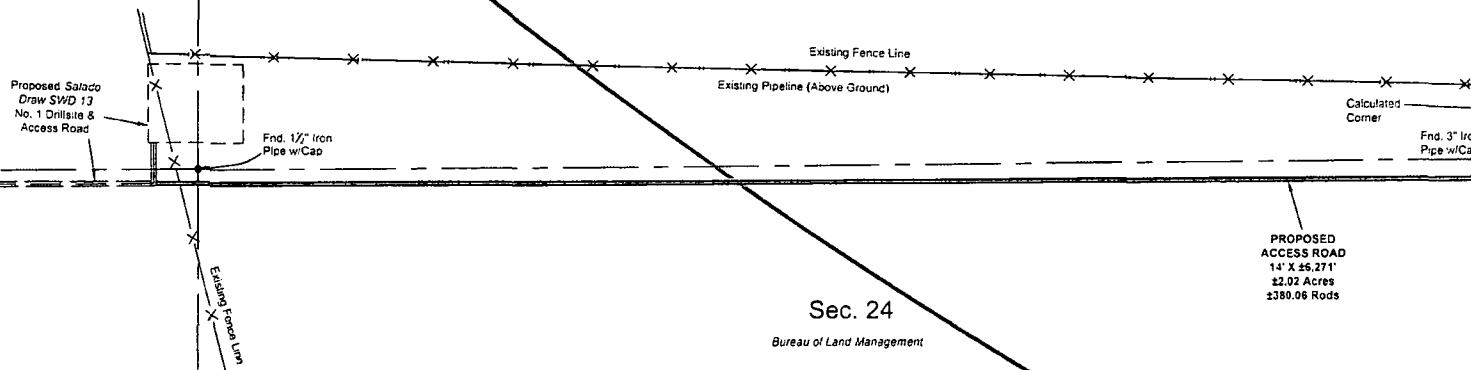 Existing Fence Line
Existing Pipeline (Above Ground)
Proposed Salado
Draw SWD 13
No. 1 Drillsite &
Access Road
Fnd. 1½" Iron
Pipe w/Cap
Calculated
Corner
Fnd. 3" Iro
Pipe w/Ca
PROPOSED
ACCESS ROAD
14' X ±6,271'
±2.02 Acres
±380.06 Rods
Existing Fence Line
Sec. 24
Bureau of Land Management